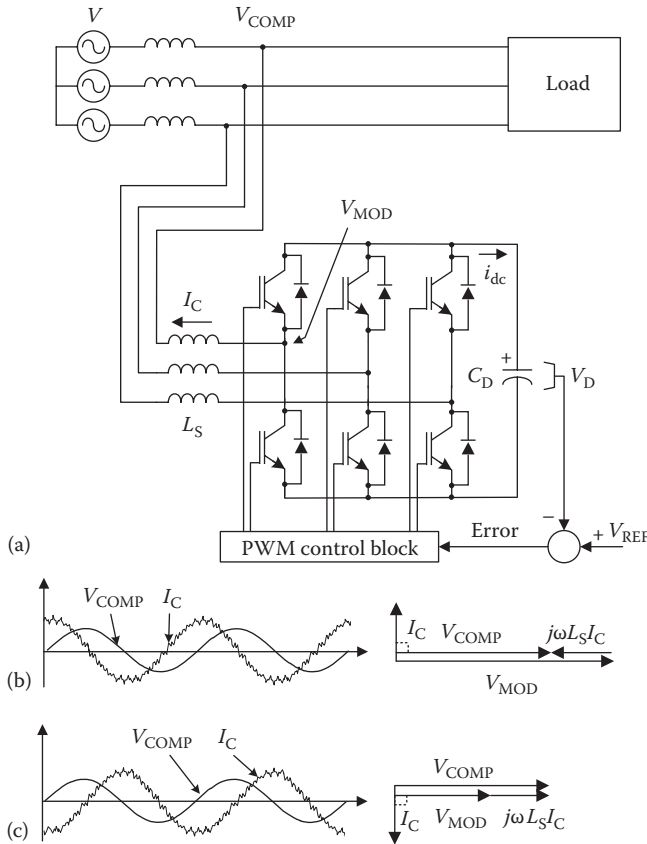 V
V_COMP
Load
V_MOD
i_dc
I_C
+
C_D
V_D
L_S
–
Error
+ V_REF
PWM control block
(a)
V_COMP
I_C
I_C
V_COMP
jωL_SI_C
V_MOD
(b)
V_COMP
I_C
V_COMP
I_C
V_MOD
jωL_SI_C
(c)